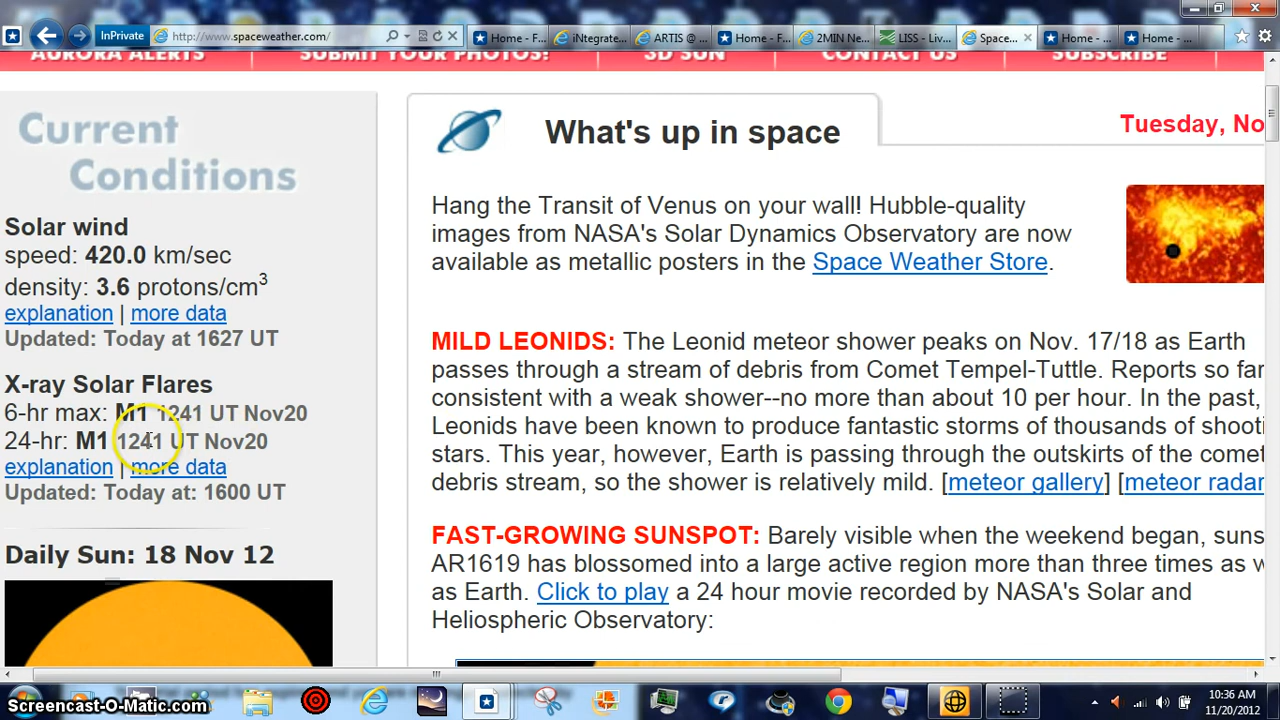 InPrivate
http://www.spaceweather.com/
Home - F...
iNtegrate...
ARTIS @ ...
Home - F...
2MIN Ne...
LISS - Liv...
Space...
Home - ...
Home - ...
AURORA ALERTS
SUBMIT YOUR PHOTOS!
3D SUN
CONTACT US
SUBSCRIBE
Current
Conditions
Solar wind
speed: 420.0 km/sec
density: 3.6 protons/cm3
explanation | more data
Updated: Today at 1627 UT
X-ray Solar Flares
6-hr max: M1 1241 UT Nov20
24-hr: M1 1241 UT Nov20
explanation | more data
Updated: Today at: 1600 UT
Daily Sun: 18 Nov 12
What's up in space
Tuesday, No
Hang the Transit of Venus on your wall! Hubble-quality
images from NASA's Solar Dynamics Observatory are now
available as metallic posters in the Space Weather Store.
MILD LEONIDS: The Leonid meteor shower peaks on Nov. 17/18 as Earth
passes through a stream of debris from Comet Tempel-Tuttle. Reports so far
consistent with a weak shower--no more than about 10 per hour. In the past,
Leonids have been known to produce fantastic storms of thousands of shooti
stars. This year, however, Earth is passing through the outskirts of the comet
debris stream, so the shower is relatively mild. [meteor gallery] [meteor radar
FAST-GROWING SUNSPOT: Barely visible when the weekend began, suns
AR1619 has blossomed into a large active region more than three times as w
as Earth. Click to play a 24 hour movie recorded by NASA's Solar and
Heliospheric Observatory:
Screencast-O-Matic.com
10:36 AM
11/20/2012